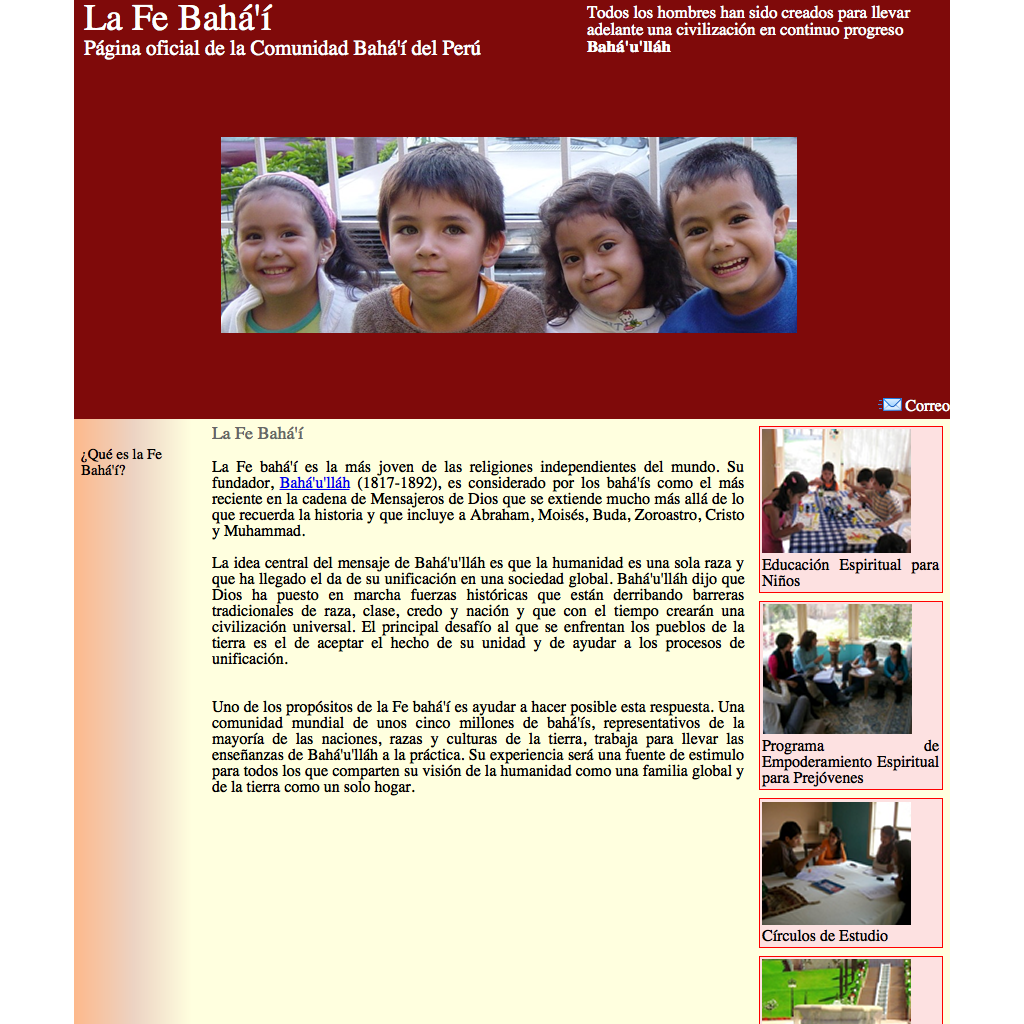 La Fe Bahá'í
Página oficial de la Comunidad Bahá'í del Perú
Todos los hombres han sido creados para llevar
adelante una civilización en continuo progreso
Bahá'u'lláh
Correo
¿Qué es la Fe
Bahá'í?
La Fe Bahá'í
La Fe bahá'í es la más joven de las religiones independientes del mundo. Su
fundador, Bahá'u'lláh (1817-1892), es considerado por los bahá'ís como el más
reciente en la cadena de Mensajeros de Dios que se extiende mucho más allá de lo
que recuerda la historia y que incluye a Abraham, Moisés, Buda, Zoroastro, Cristo
y Muhammad.
La idea central del mensaje de Bahá'u'lláh es que la humanidad es una sola raza y
que ha llegado el da de su unificación en una sociedad global. Bahá'u'lláh dijo que
Dios ha puesto en marcha fuerzas históricas que están derribando barreras
tradicionales de raza, clase, credo y nación y que con el tiempo crearán una
civilización universal. El principal desafío al que se enfrentan los pueblos de la
tierra es el de aceptar el hecho de su unidad y de ayudar a los procesos de
unificación.
Uno de los propósitos de la Fe bahá'í es ayudar a hacer posible esta respuesta. Una
comunidad mundial de unos cinco millones de bahá'ís, representativos de la
mayoría de las naciones, razas y culturas de la tierra, trabaja para llevar las
enseñanzas de Bahá'u'lláh a la práctica. Su experiencia será una fuente de estimulo
para todos los que comparten su visión de la humanidad como una familia global y
de la tierra como un solo hogar.
Educación Espiritual para
Niños
Programa de
Empoderamiento Espiritual
para Prejóvenes
Círculos de Estudio